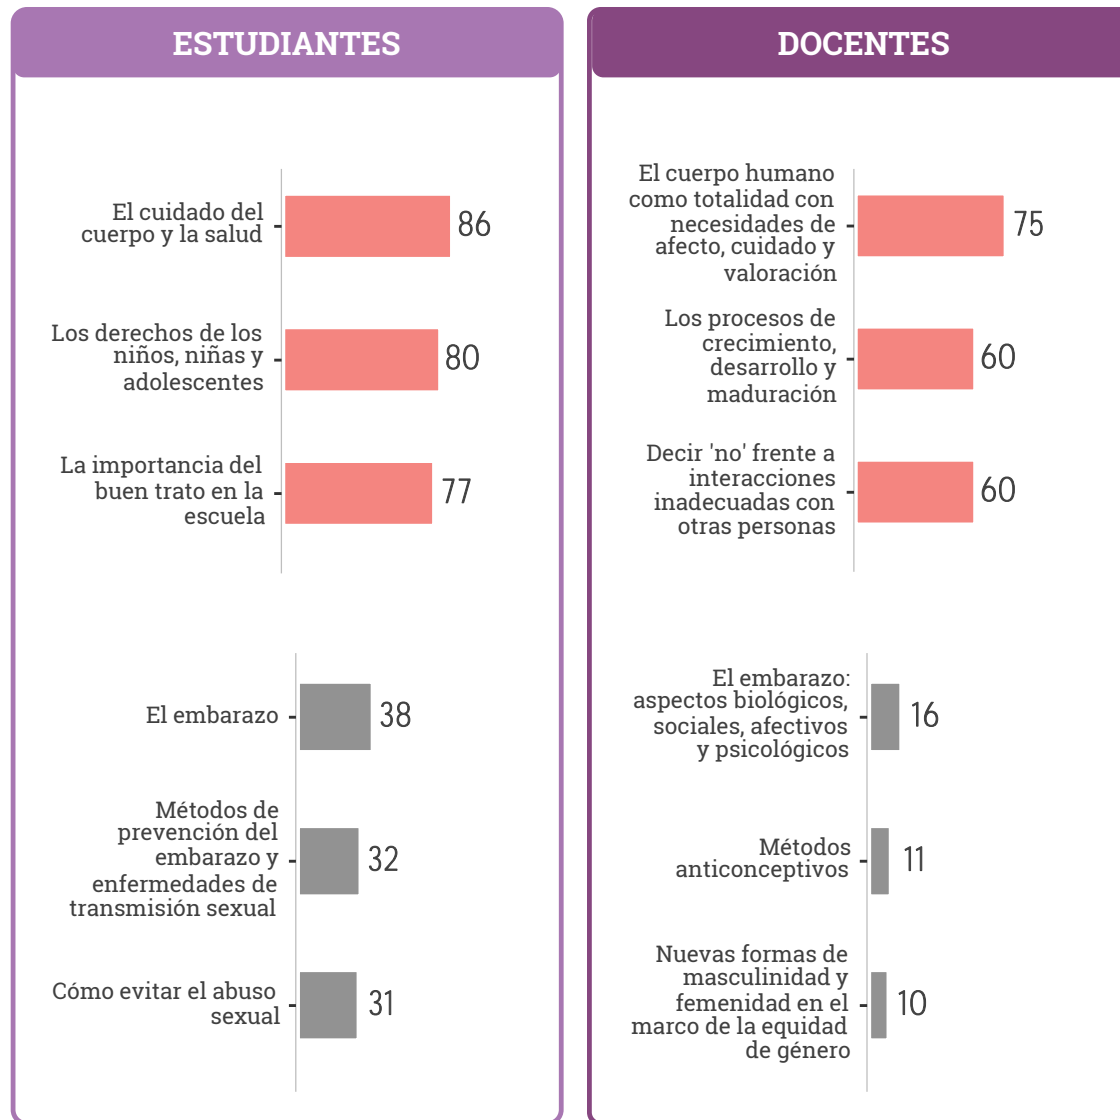 ESTUDIANTES
El cuidado del
cuerpo y la salud
86
Los derechos de los
niños, niñas y
adolescentes
80
La importancia del
buen trato en la
escuela
77
El embarazo
38
Métodos de
prevención del
embarazo y
enfermedades de
transmisión sexual
32
Cómo evitar el abuso
sexual
31
DOCENTES
El cuerpo humano
como totalidad con
necesidades de
afecto, cuidado y
valoración
75
Los procesos de
crecimiento,
desarrollo y
maduración
60
Decir 'no' frente a
interacciones
inadecuadas con
otras personas
60
El embarazo:
aspectos biológicos,
sociales, afectivos
y psicológicos
16
Métodos
anticonceptivos
11
Nuevas formas de
masculinidad y
femenidad en el
marco de la equidad
de género
10